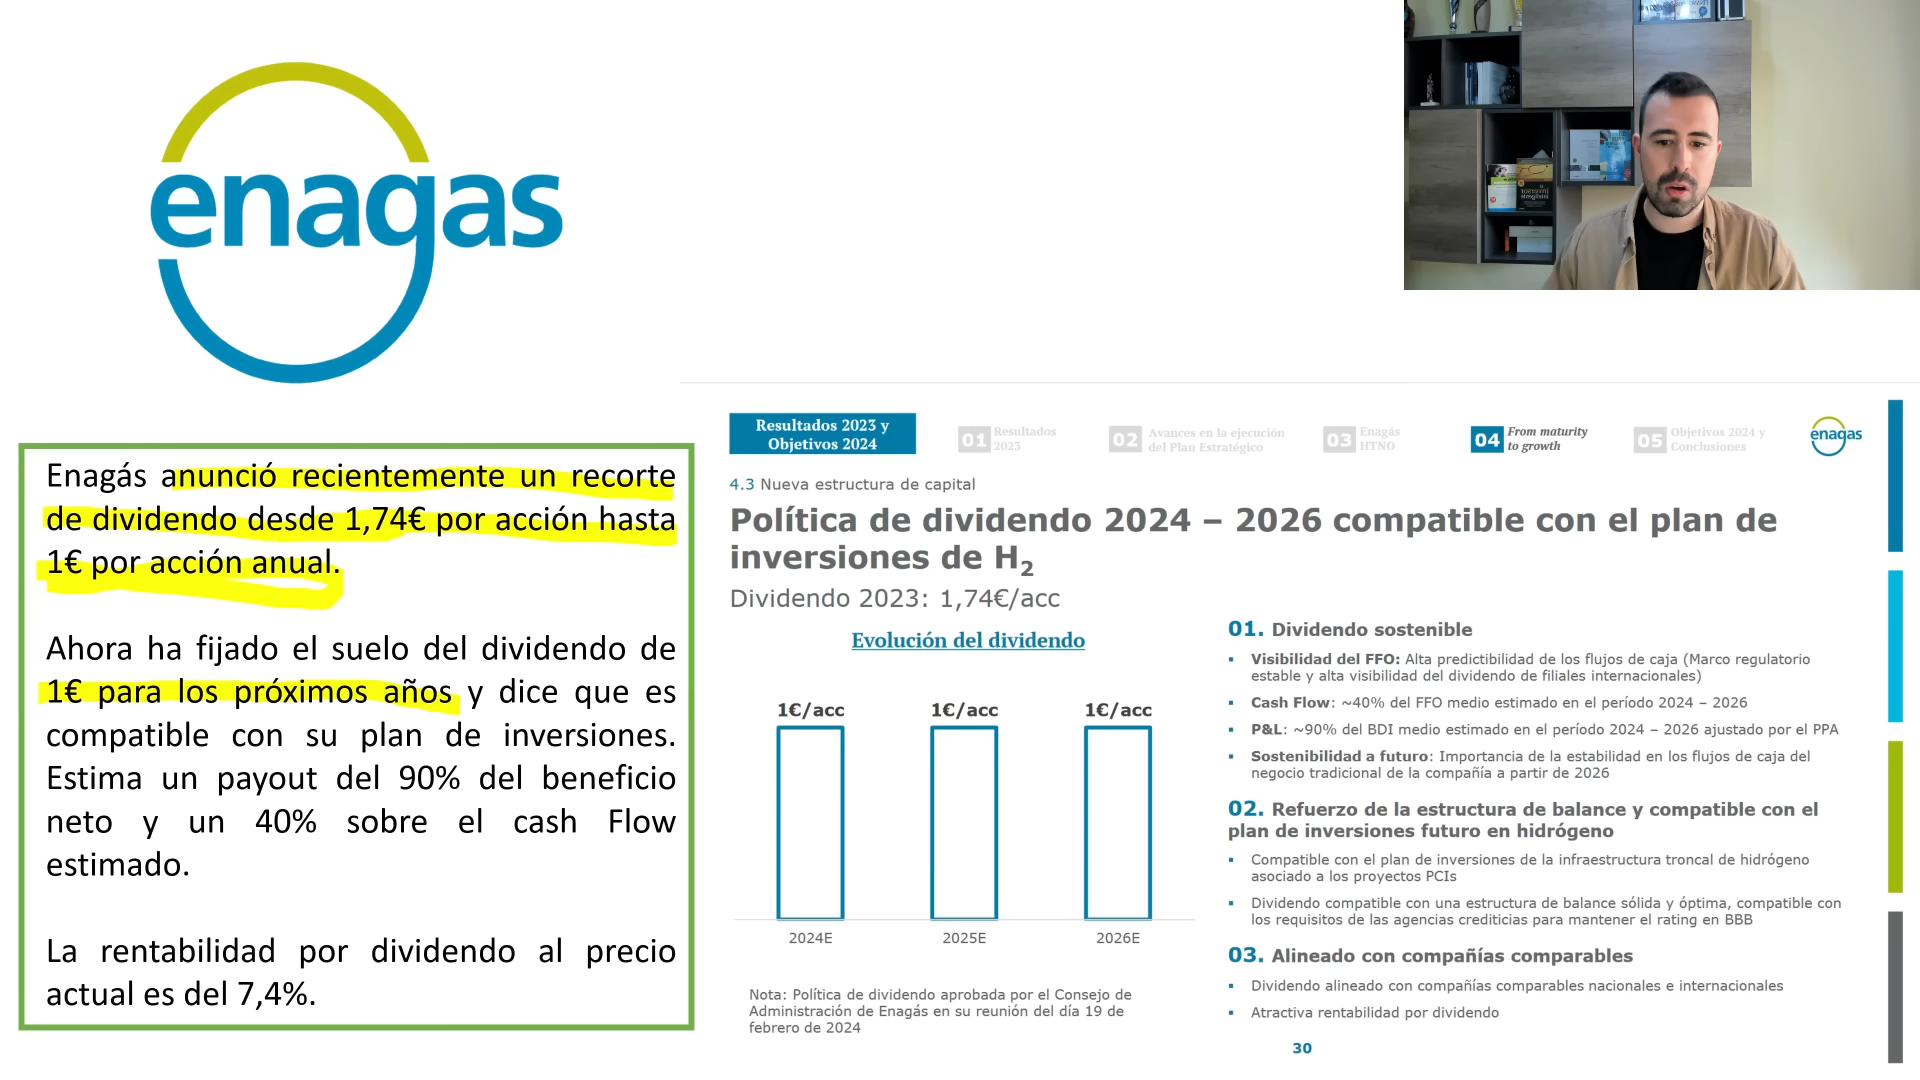 enagas
Enagás anunció recientemente un recorte
de dividendo desde 1,74€ por acción hasta
1€ por acción anual.
Ahora ha fijado el suelo del dividendo de
1€ para los próximos años y dice que es
compatible con su plan de inversiones.
Estima un payout del 90% del beneficio
neto y un 40% sobre el cash Flow
estimado.
La rentabilidad por dividendo al precio
actual es del 7,4%.
Resultados 2023 y
Objetivos 2024
01 Resultados
2023
02 Avances en la ejecución
del Plan Estratégico
03 Enagás
HTNO
04 From maturity
to growth
05 Objetivos 2024 y
Conclusiones
enagas
4.3 Nueva estructura de capital
Política de dividendo 2024 – 2026 compatible con el plan de
inversiones de H2
Dividendo 2023: 1,74€/acc
Evolución del dividendo
1€/acc 1€/acc 1€/acc
2024E 2025E 2026E
Nota: Política de dividendo aprobada por el Consejo de
Administración de Enagás en su reunión del día 19 de
febrero de 2024
01. Dividendo sostenible
▪ Visibilidad del FFO: Alta predictibilidad de los flujos de caja (Marco regulatorio
estable y alta visibilidad del dividendo de filiales internacionales)
▪ Cash Flow: ~40% del FFO medio estimado en el período 2024 – 2026
▪ P&L: ~90% del BDI medio estimado en el período 2024 – 2026 ajustado por el PPA
▪ Sostenibilidad a futuro: Importancia de la estabilidad en los flujos de caja del
negocio tradicional de la compañía a partir de 2026
02. Refuerzo de la estructura de balance y compatible con el
plan de inversiones futuro en hidrógeno
▪ Compatible con el plan de inversiones de la infraestructura troncal de hidrógeno
asociado a los proyectos PCIs
▪ Dividendo compatible con una estructura de balance sólida y óptima, compatible con
los requisitos de las agencias crediticias para mantener el rating en BBB
03. Alineado con compañías comparables
▪ Dividendo alineado con compañías comparables nacionales e internacionales
▪ Atractiva rentabilidad por dividendo
30